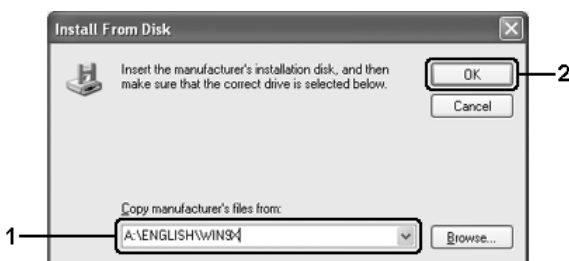 Install From Disk
Insert the manufacturer's installation disk, and then
make sure that the correct drive is selected below.
OK
2
Cancel
Copy manufacturer's files from:
1
A:\ENGLISH\WIN9X
Browse...